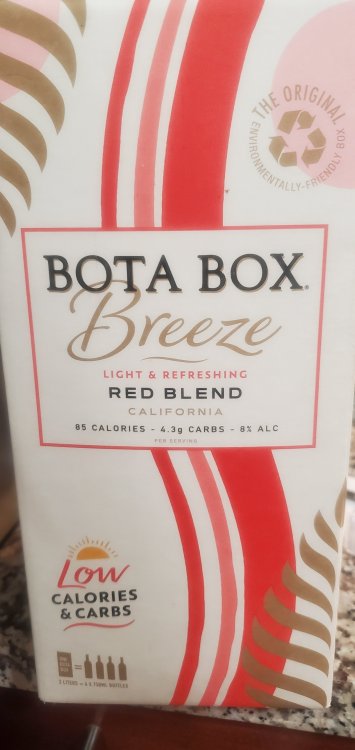 THE ORIGINAL
ENVIRONMENTALLY-FRIENDLY BOX
BOTA BOX.
Breeze
LIGHT & REFRESHING
RED BLEND
CALIFORNIA
85 CALORIES - 4.3g CARBS - 8% ALC
PER SERVING
Low
CALORIES
& CARBS
3 LITERS = 4 750ML BOTTLES